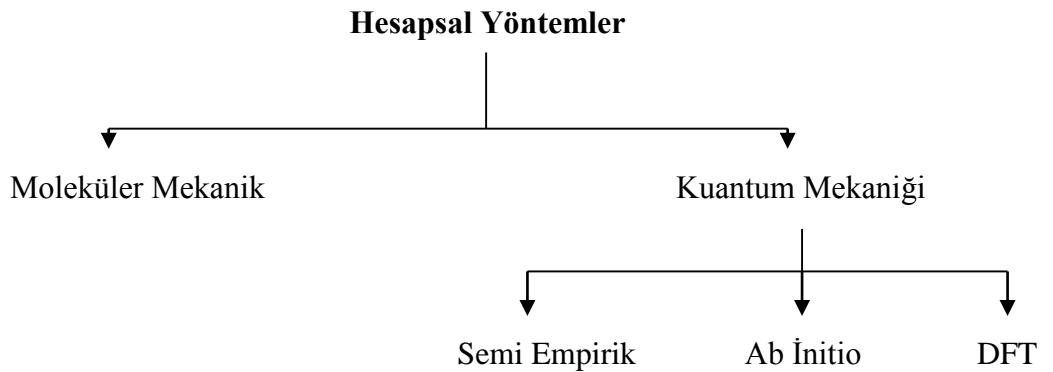 Hesapsal Yöntemler
Moleküler Mekanik Kuantum Mekaniği
Semi Empirik Ab İnitio DFT